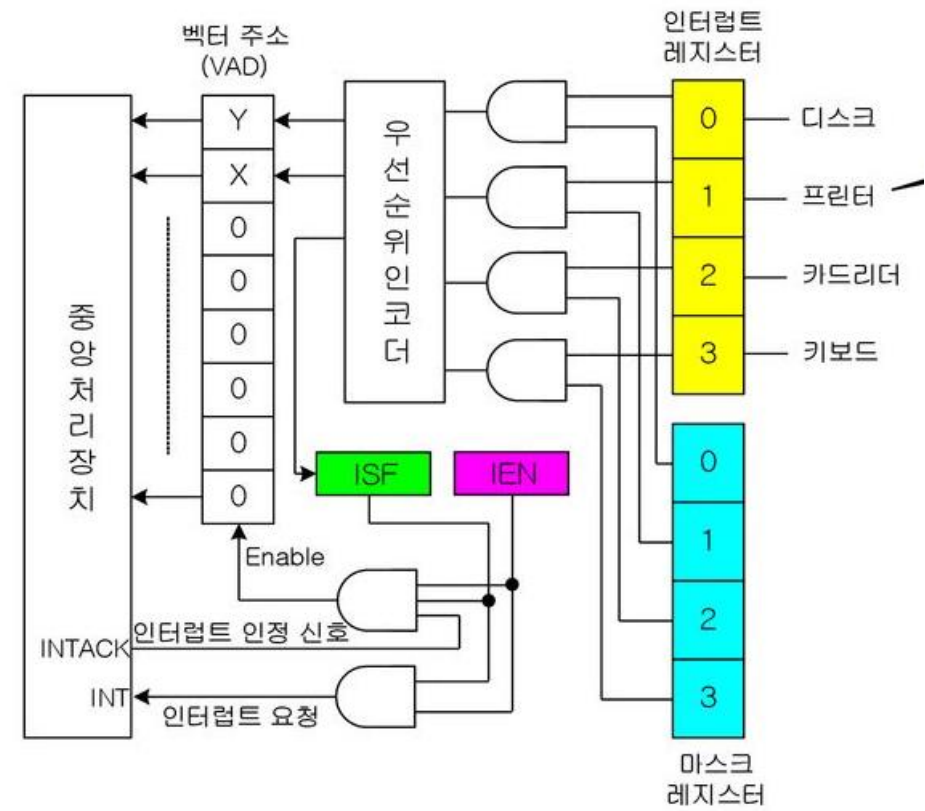 벡터 주소
(VAD)
인터럽트
레지스터
중앙처리장치
Y
X
0
0
0
0
0
0
우선순위인코더
0
1
2
3
디스크
프린터
카드리더
키보드
ISF
IEN
Enable
INTACK
인터럽트 인정 신호
INT
인터럽트 요청
0
1
2
3
마스크
레지스터